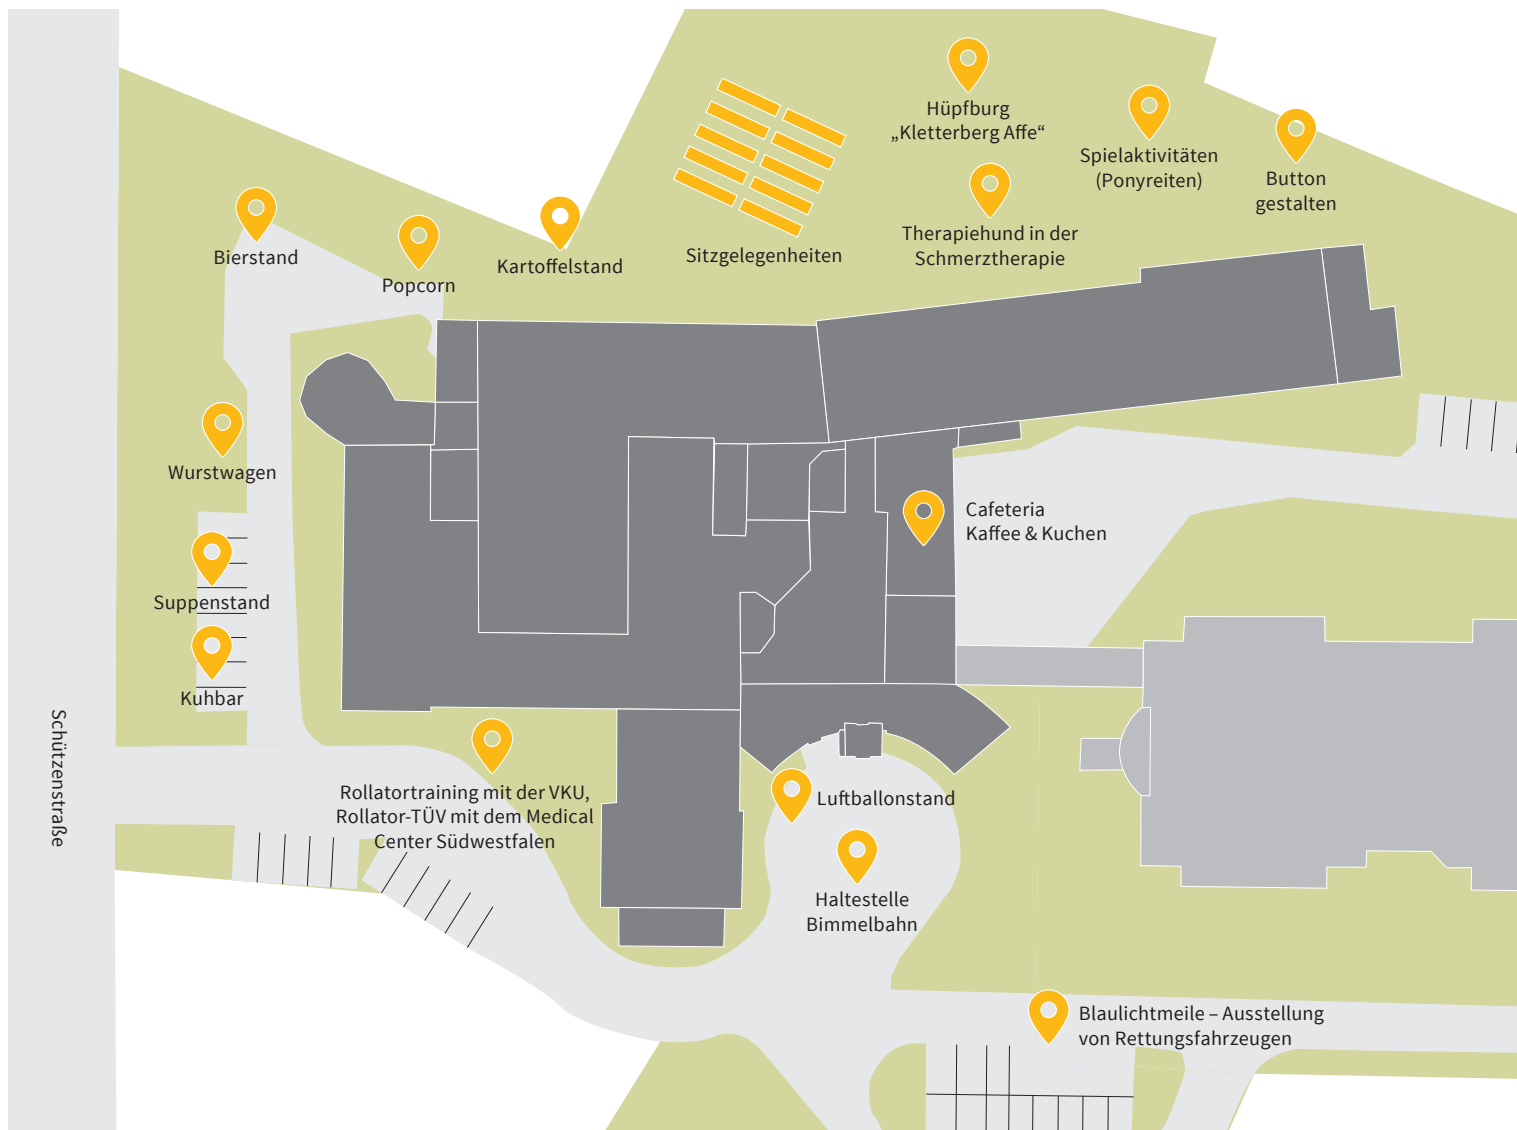 Hüpfburg
„Kletterberg Affe“
Spielaktivitäten
(Ponyreiten)
Button
gestalten
Bierstand
Popcorn
Kartoffelstand
Sitzgelegenheiten
Therapiehund in der
Schmerztherapie
Wurstwagen
Cafeteria
Kaffee & Kuchen
Suppenstand
Kuhbar
Schützenstraße
Rollatortraining mit der VKU,
Rollator-TÜV mit dem Medical
Center Südwestfalen
Luftballonstand
Haltestelle
Bimmelbahn
Blaulichtmeile – Ausstellung
von Rettungsfahrzeugen